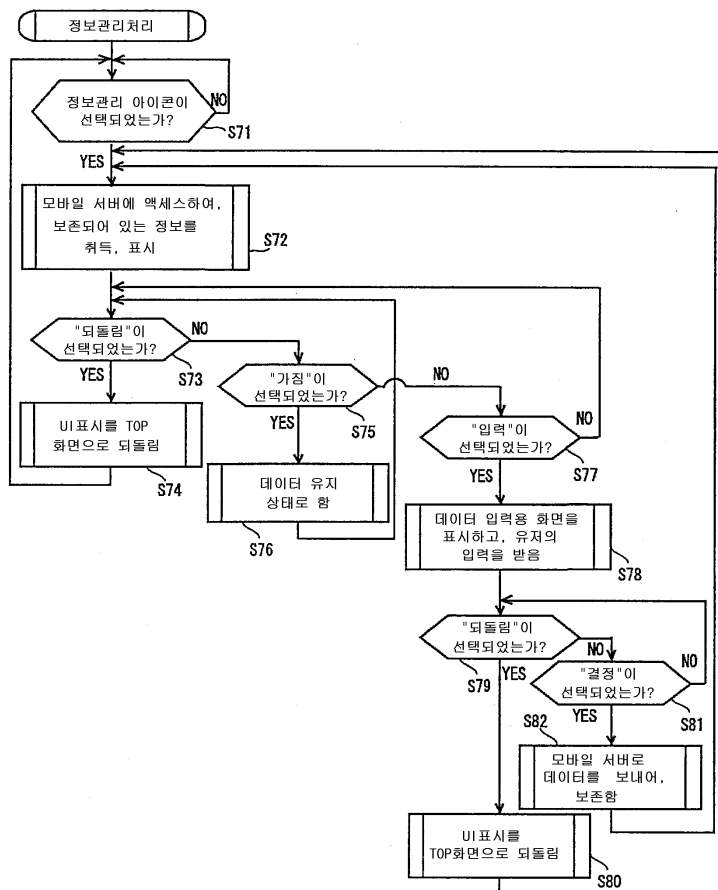 정보관리처리
정보관리 아이콘이
선택되었는가?
NO
S71
YES
모바일 서버에 액세스하여,
보존되어 있는 정보를
취득, 표시
S72
"되돌림"이
선택되었는가?
NO
S73
YES
UI표시를 TOP
화면으로 되돌림
S74
"가짐"이
선택되었는가?
NO
S75
YES
데이터 유지
상태로 함
S76
"입력"이
선택되었는가?
NO
S77
YES
데이터 입력용 화면을
표시하고, 유저의
입력을 받음
S78
"되돌림"이
선택되었는가?
NO
S79
YES
"결정"이
선택되었는가?
NO
S81
YES
S82
모바일 서버로
데이터를 보내어,
보존함
UI표시를
TOP화면으로 되돌림
S80